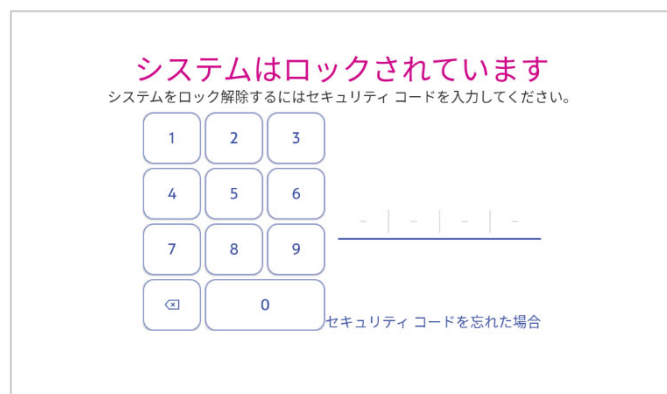 システムはロックされています
システムをロック解除するにはセキュリティ コードを入力してください。
1 2 3
4 5 6
7 8 9
0
セキュリティ コードを忘れた場合